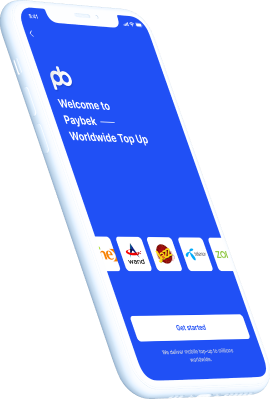 9:41
pb
Welcome to
Paybek
Worldwide Top Up
wand
Get started
We deliver mobile top-up to millions
worldwide.